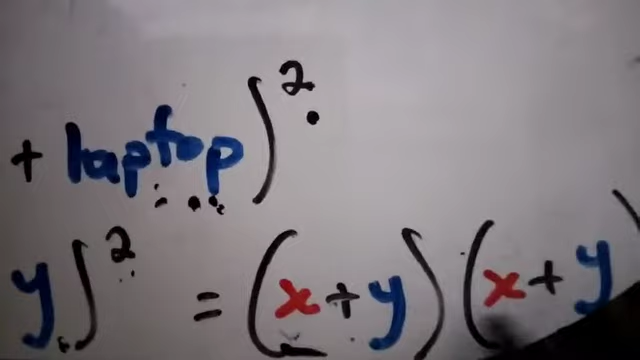 + laptop)²
y)² = (x+y)(x+y)